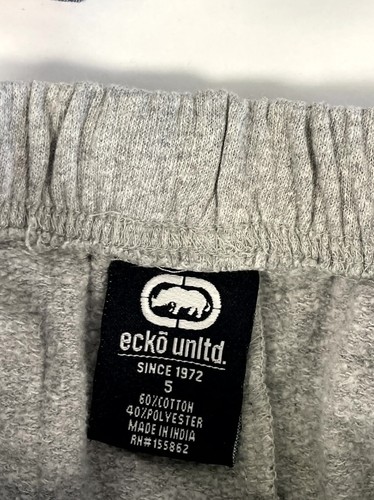 eckō unltd.
SINCE 1972
5
60%COTTON
40%POLYESTER
MADE IN INDIA
RN#155862